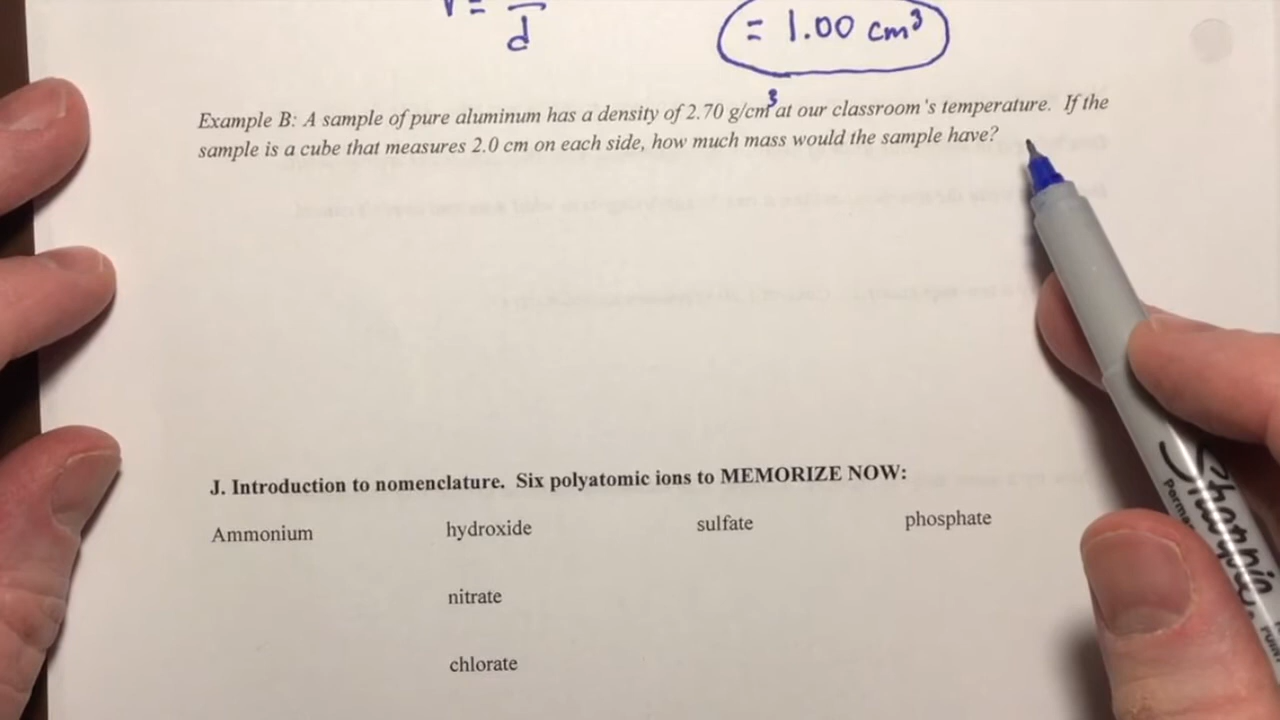 V = 
d
= 1.00 cm³
Example B: A sample of pure aluminum has a density of 2.70 g/cm³ at our classroom's temperature. If the
sample is a cube that measures 2.0 cm on each side, how much mass would the sample have?
J. Introduction to nomenclature. Six polyatomic ions to MEMORIZE NOW:
Ammonium hydroxide sulfate phosphate
nitrate
chlorate
Sharpie